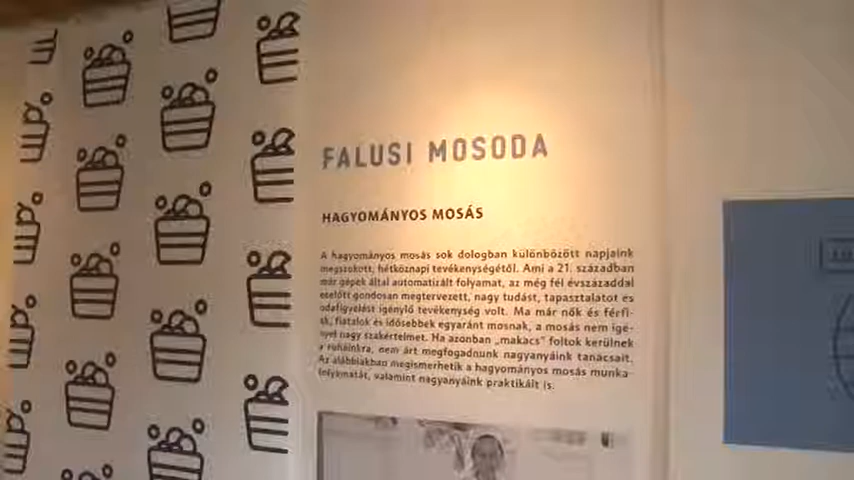 FALUSI MOSODA
HAGYOMÁNYOS MOSÁS
A hagyományos mosás sok dologban különbözött napjaink
megszokott, hétköznapi tevékenységétől. Ami a 21. században
már gépek által automatizált folyamat, az még fél évszázaddal
ezelőtt gondosan megtervezett, nagy tudást, tapasztalatot és
odafigyelést igénylő tevékenység volt. Ma már nők és férfi-
ak, fiatalok és idősebbek egyaránt mosnak, a mosás nem igé-
nyel nagy szakértelmet. Ha azonban „makacs" foltok kerülnek
a ruháinkra, nem árt megfogadnunk nagyanyáink tanácsait.
Az alábbiakban megismerhetik a hagyományos mosás munka-
folyamatát, valamint nagyanyáink praktikáit is.